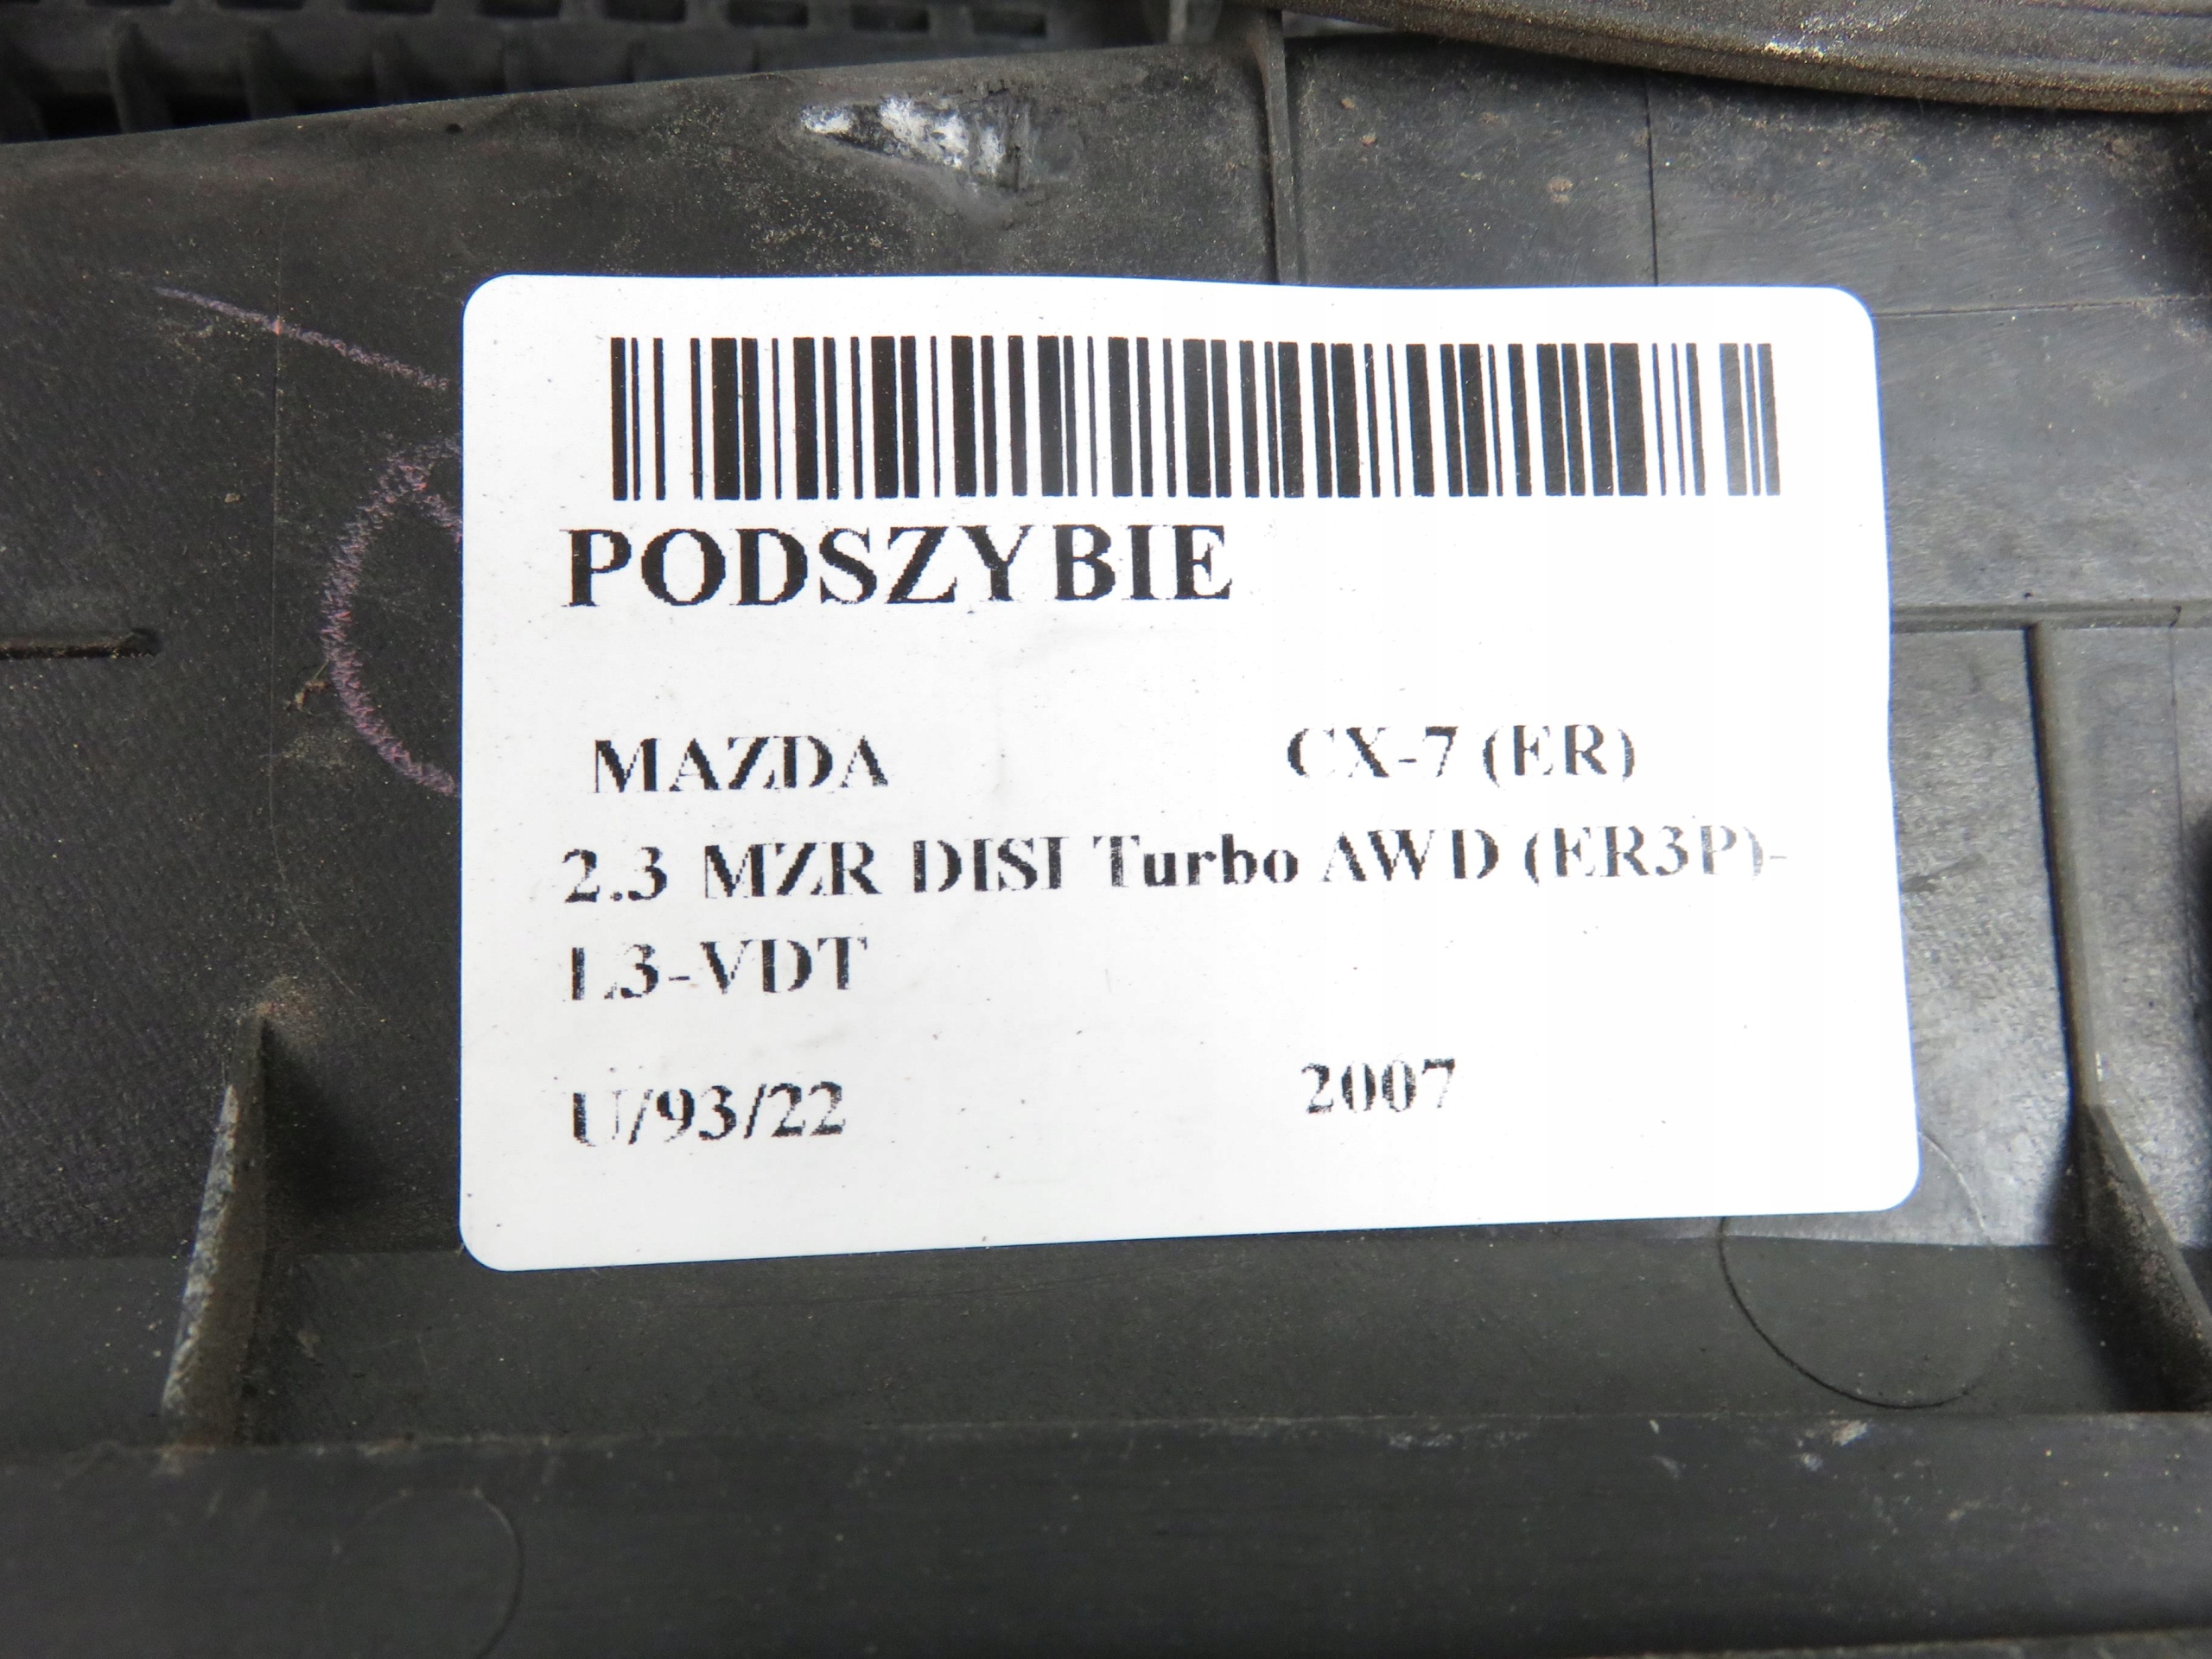 PODSZYBIE
MAZDA CX-7 (ER)
2.3 MZR DISI Turbo AWD (ER3P)-
L3-VDT
U/93/22 2007